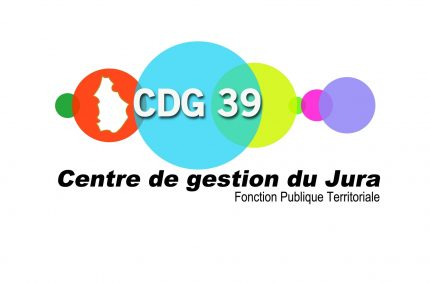 CDG 39
Centre de gestion du Jura
Fonction Publique Territoriale